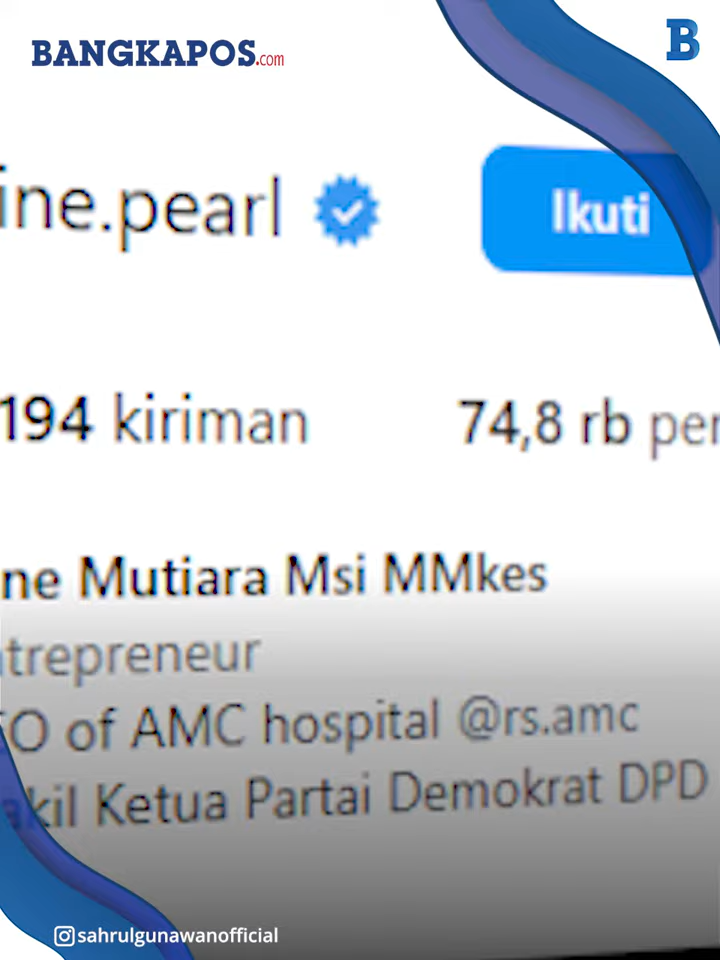 BANGKAPOS.com
B
ine.pearl
Ikuti
194 kiriman
74,8 rb per
ne Mutiara Msi MMkes
trepreneur
O of AMC hospital @rs.amc
akil Ketua Partai Demokrat DPD
sahrulgunawanofficial